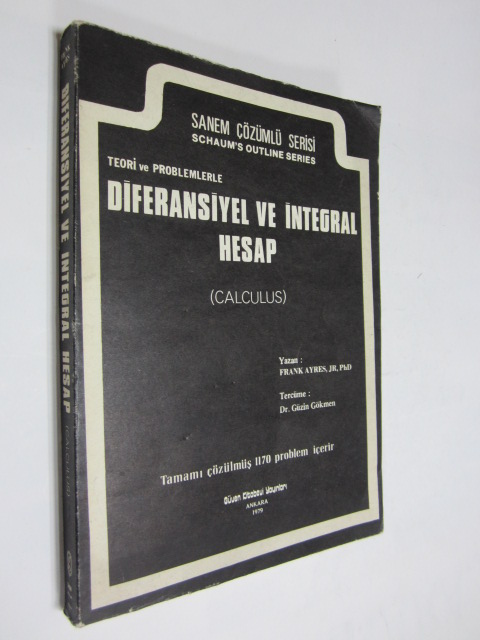 SANEM ÇÖZÜMLÜ SERİSİ
SCHAUM'S OUTLINE SERIES
TEORİ ve PROBLEMLERLE
DİFERANSİYEL VE İNTEGRAL
HESAP
(CALCULUS)
Yazan :
FRANK AYRES, JR, PhD
Tercüme :
Dr. Güzin Gökmen
Tamamı çözülmüş 1170 problem içerir
Güven Kitabevi Yayınları
ANKARA
1979
DİFERANSİYEL VE İNTEGRAL HESAP (CALCULUS)